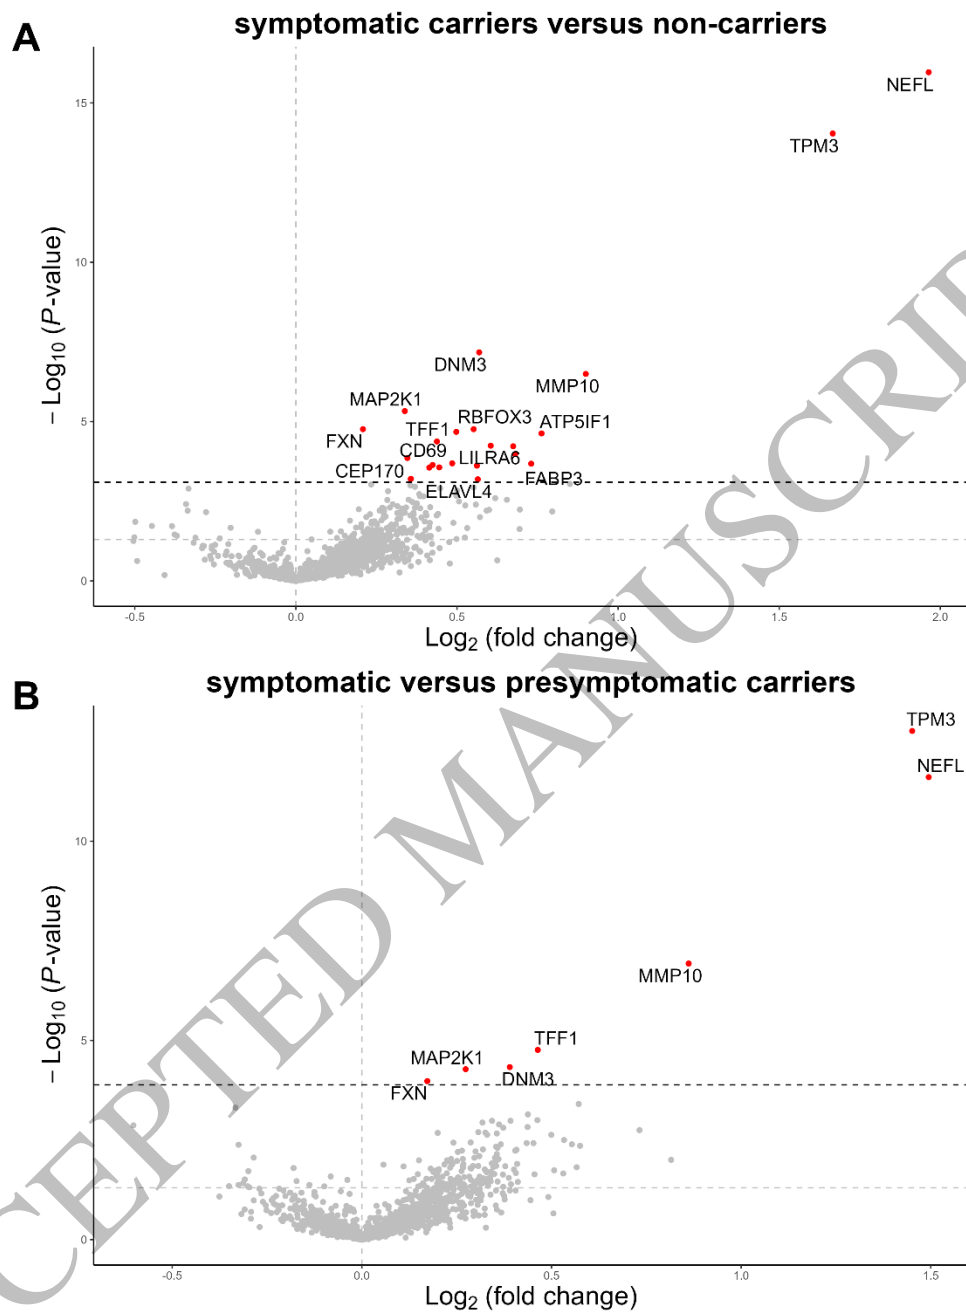 A
symptomatic carriers versus non-carriers
NEFL
15
TPM3
– Log10 (P-value)
10
DNM3
MMP10
MAP2K1
5
FXN
TFF1
RBFOX3
ATP5IF1
CD69
LILRA6
CEP170
FABP3
ELAVL4
0
-0.5 0.0 0.5 1.0 1.5 2.0
Log2 (fold change)
B
symptomatic versus presymptomatic carriers
TPM3
NEFL
10
– Log10 (P-value)
MMP10
5
TFF1
MAP2K1
DNM3
FXN
0
-0.5 0.0 0.5 1.0 1.5
Log2 (fold change)
CEPTED MANUSCRIP